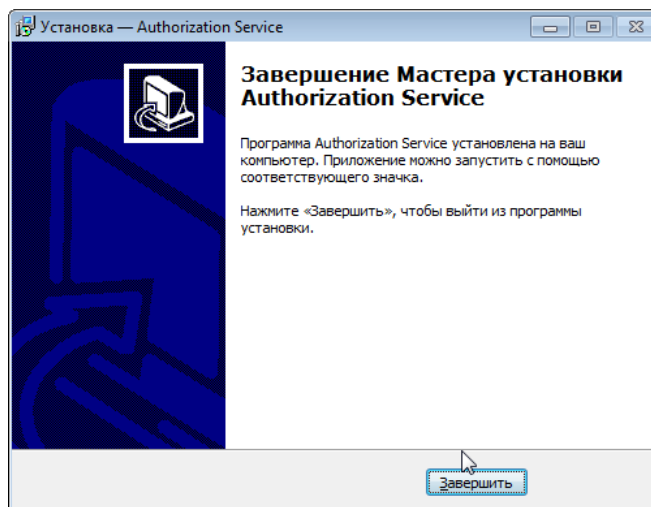 Установка — Authorization Service
Завершение Мастера установки
Authorization Service
Программа Authorization Service установлена на ваш
компьютер. Приложение можно запустить с помощью
соответствующего значка.
Нажмите «Завершить», чтобы выйти из программы
установки.
Завершить